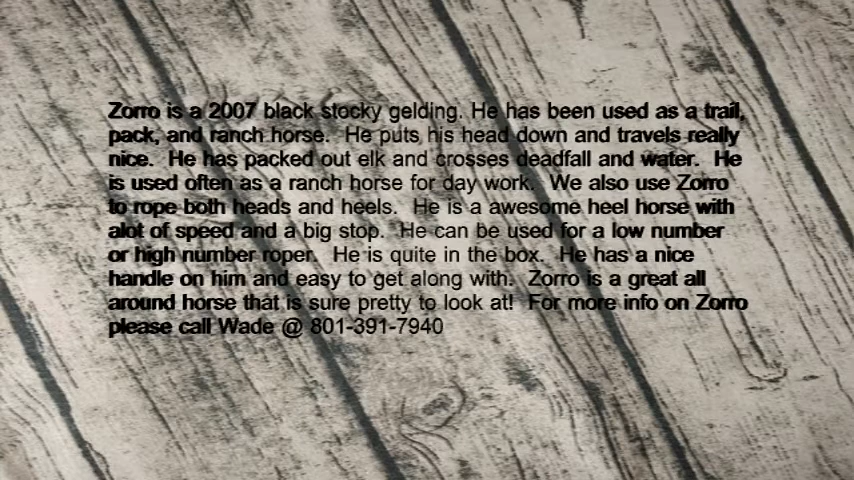 Zorro is a 2007 black stocky gelding. He has been used as a trail,
pack, and ranch horse.  He puts his head down and travels really
nice.  He has packed out elk and crosses deadfall and water.  He
is used often as a ranch horse for day work.  We also use Zorro
to rope both heads and heels.  He is a awesome heel horse with
alot of speed and a big stop.  He can be used for a low number
or high number roper.  He is quite in the box.  He has a nice
handle on him and easy to get along with.  Zorro is a great all
around horse that is sure pretty to look at!  For more info on Zorro
please call Wade @ 801-391-7940